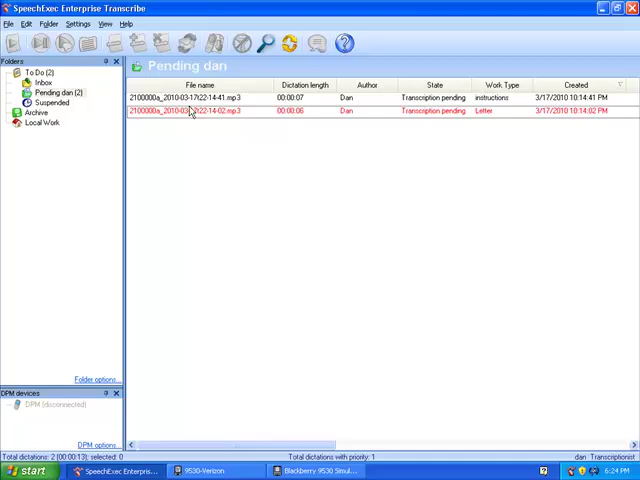 SpeechExec Enterprise Transcribe
File Edit Folder Settings View Help
Folders
Pending dan
To Do (2)
Inbox
Pending dan (2)
Suspended
Archive
Local Work
File name Dictation length Author State Work Type Created
2100000a_2010-03-17t22-14-41.mp3 00:00:07 Dan Transcription pending instructions 3/17/2010 10:14:41 PM
2100000a_2010-03-17t22-14-02.mp3 00:00:06 Dan Transcription pending Letter 3/17/2010 10:14:02 PM
Folder options...
DPM devices
DPM (disconnected)
DPM options...
Total dictations: 2 (00:00:13); selected: 0 Total dictations with priority: 1 dan Transcriptionist
start SpeechExec Enterpris... 9530-Verizon Blackberry 9530 Simul... ? 6:24 PM